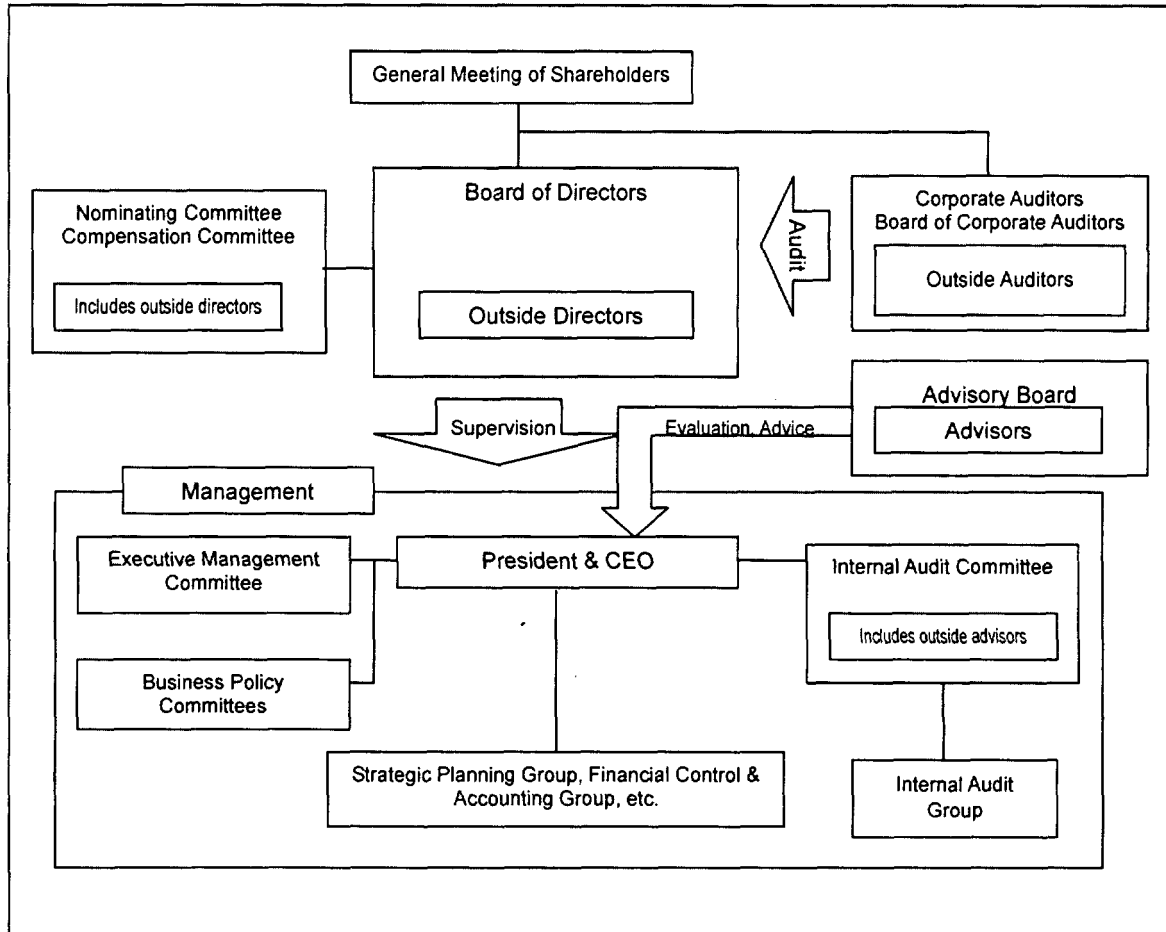 General Meeting of Shareholders
Board of Directors
Outside Directors
Nominating Committee
Compensation Committee
Includes outside directors
Audit
Corporate Auditors
Board of Corporate Auditors
Outside Auditors
Advisory Board
Advisors
Supervision
Evaluation, Advice
Management
Executive Management
Committee
President & CEO
Internal Audit Committee
Includes outside advisors
Business Policy
Committees
Strategic Planning Group, Financial Control &
Accounting Group, etc.
Internal Audit
Group